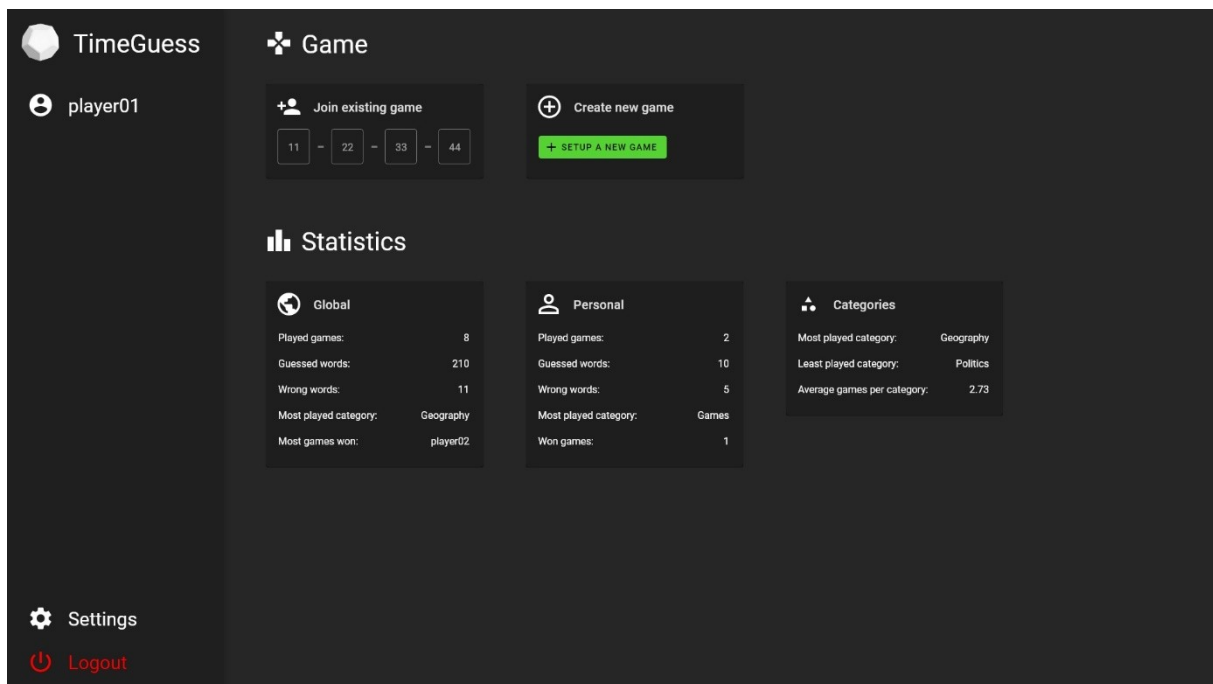 TimeGuess
player01
Settings
Logout
Game
Join existing game
11 - 22 - 33 - 44
Create new game
+ SETUP A NEW GAME
Statistics
Global
Played games: 8
Guessed words: 210
Wrong words: 11
Most played category: Geography
Most games won: player02
Personal
Played games: 2
Guessed words: 10
Wrong words: 5
Most played category: Games
Won games: 1
Categories
Most played category: Geography
Least played category: Politics
Average games per category: 2.73